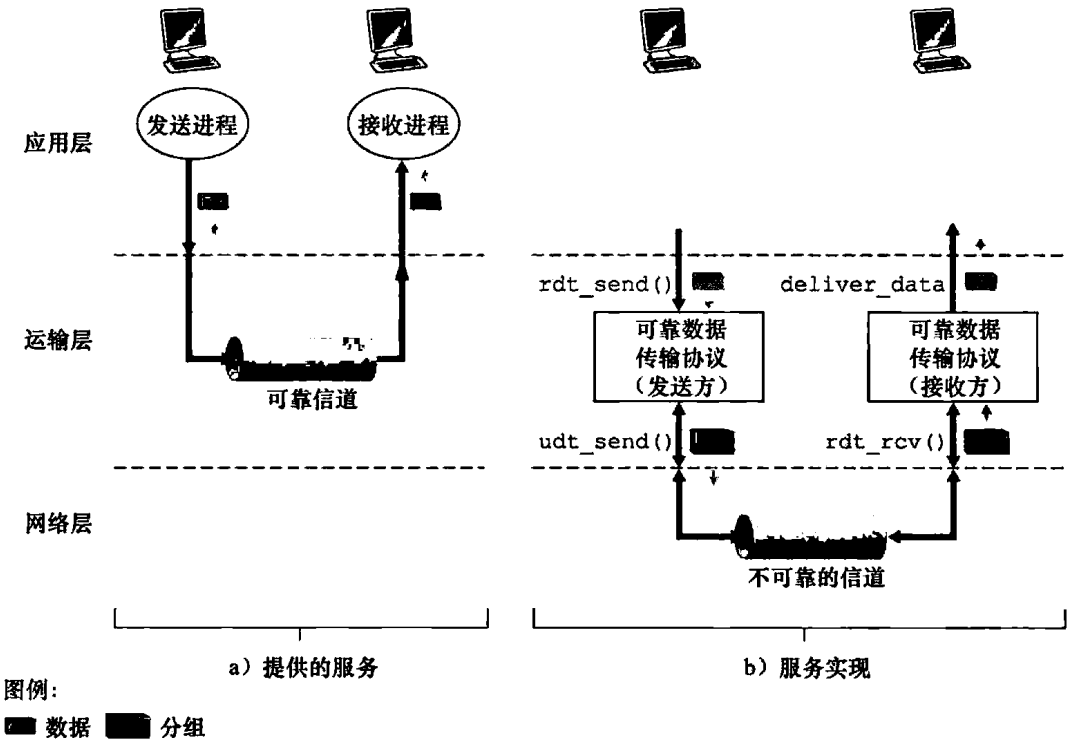 应用层
发送进程
接收进程
rdt_send()
deliver_data
运输层
可靠数据
传输协议
（发送方）
可靠数据
传输协议
（接收方）
可靠信道
udt_send()
rdt_rcv()
网络层
不可靠的信道
a）提供的服务
b）服务实现
图例：
数据
分组